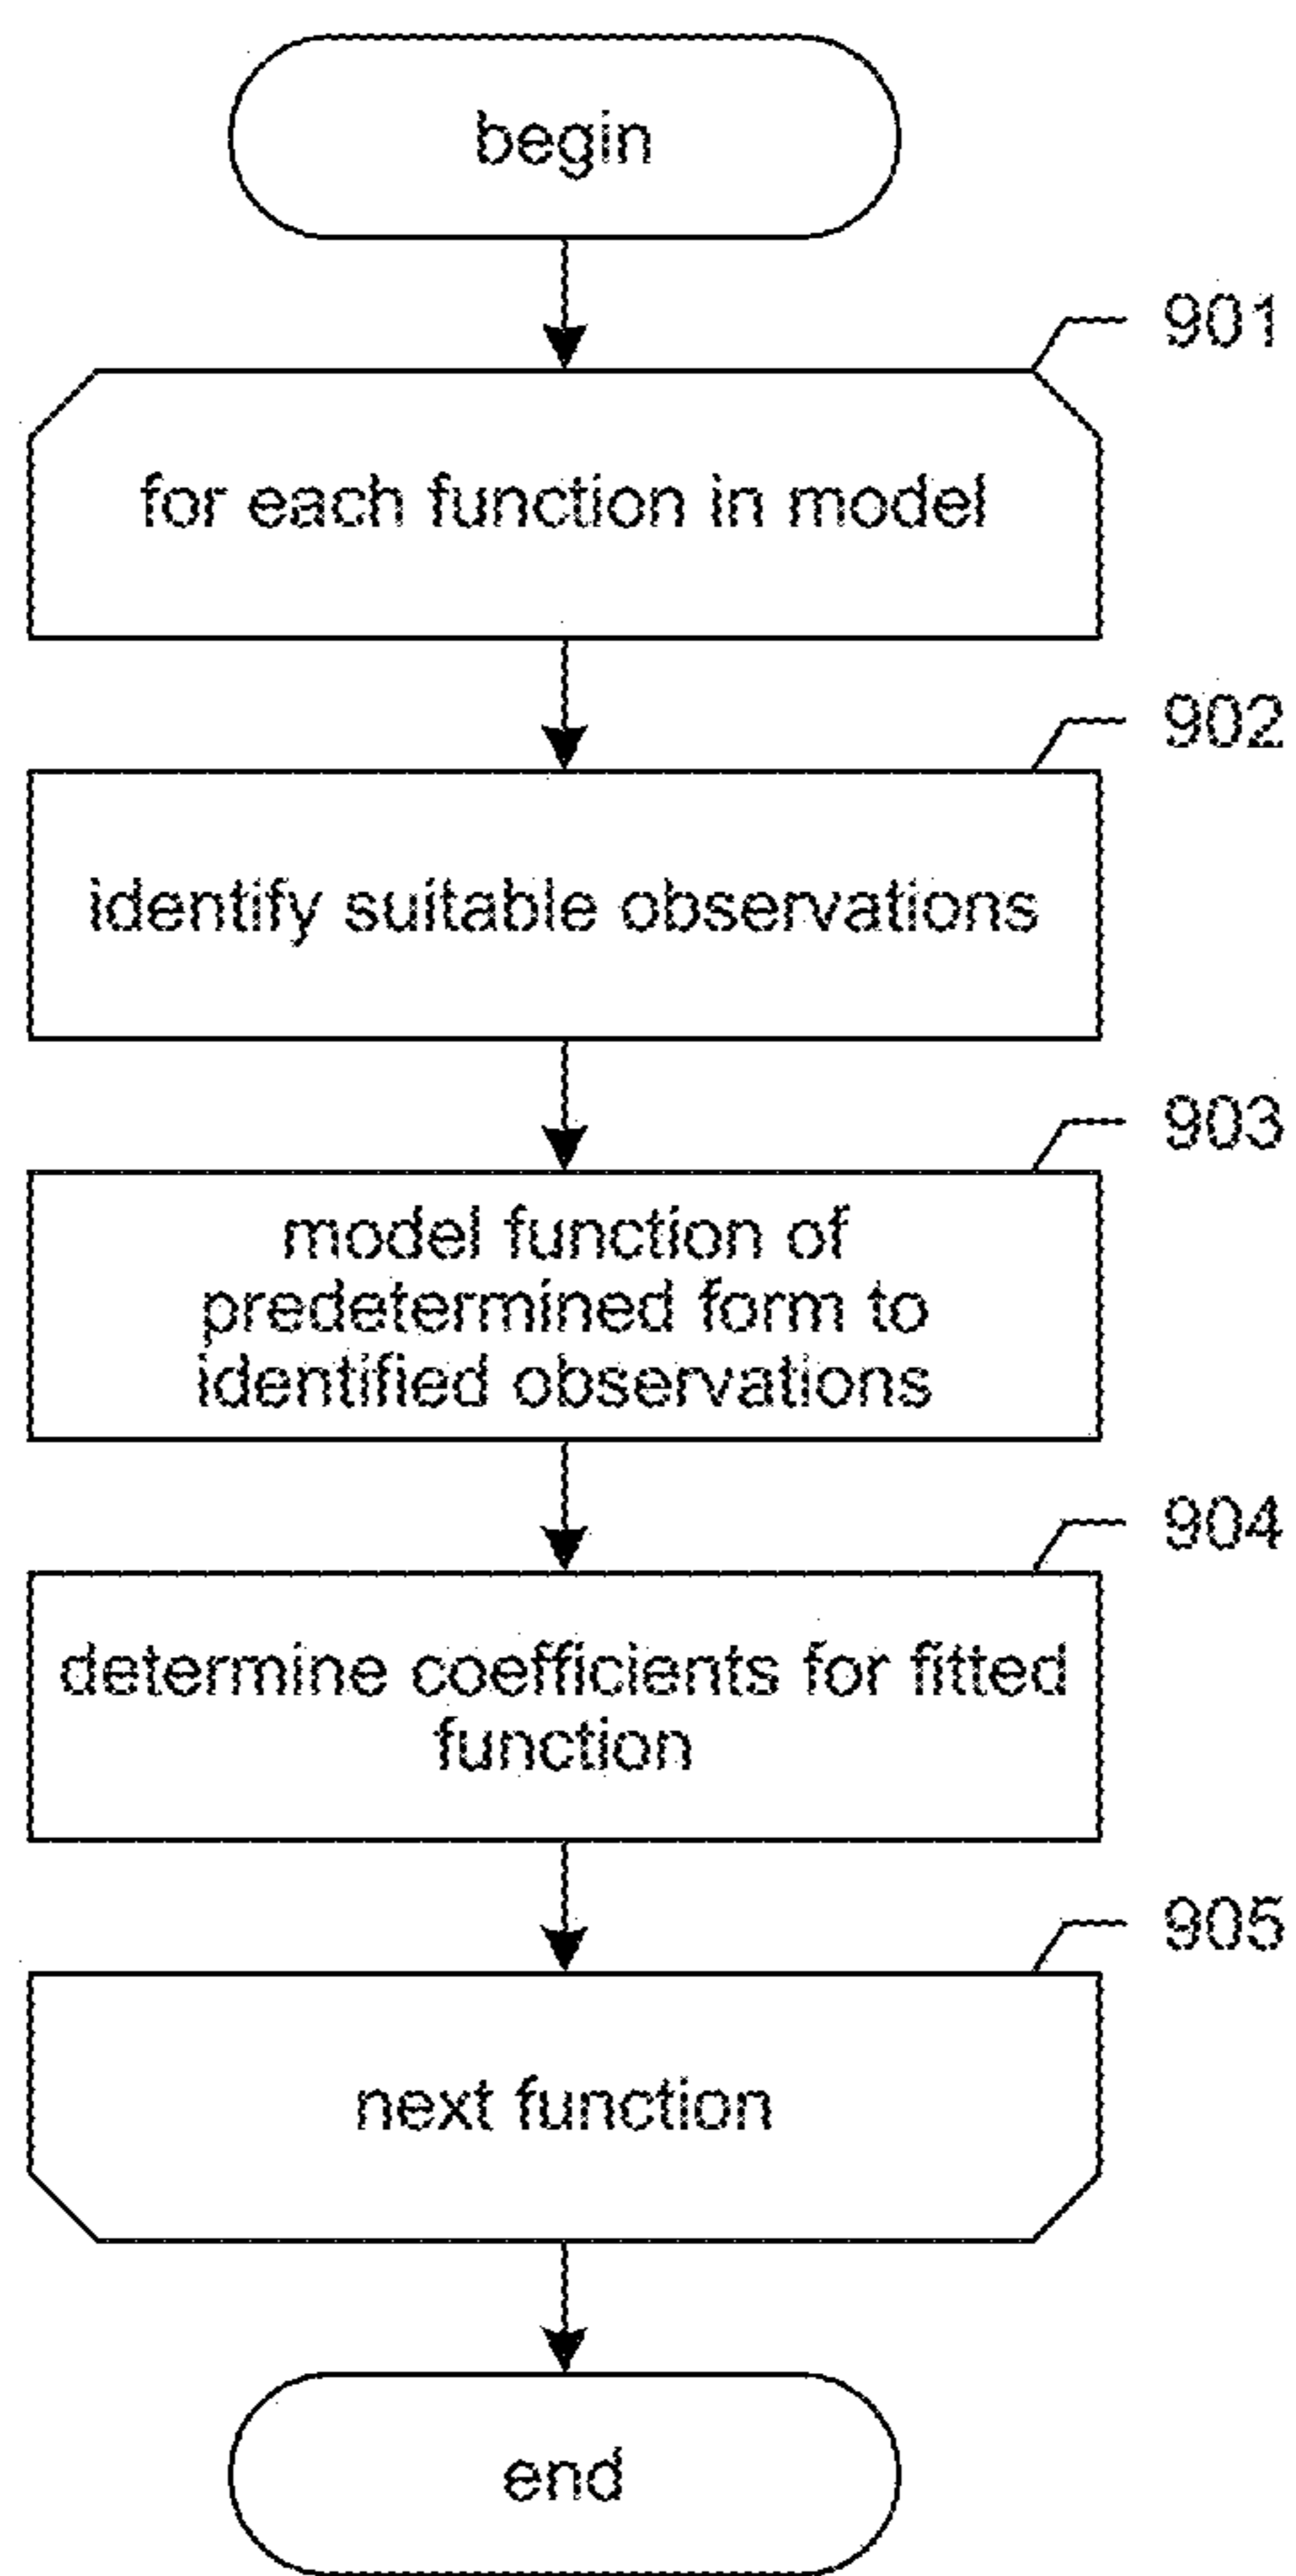 begin
901
for each function in model
902
identify suitable observations
903
model function of
predetermined form to
identified observations
904
determine coefficients for fitted
function
905
next function
end